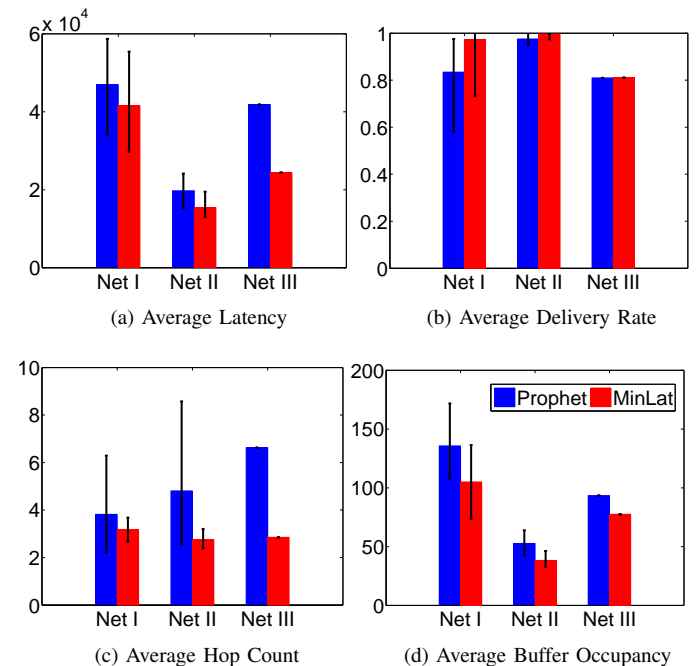 x 10^4
6
4
2
0
Net I Net II Net III
(a) Average Latency
1
0.8
0.6
0.4
0.2
0
Net I Net II Net III
(b) Average Delivery Rate
10
8
6
4
2
0
Net I Net II Net III
(c) Average Hop Count
200
150
100
50
0
Prophet MinLat
Net I Net II Net III
(d) Average Buffer Occupancy